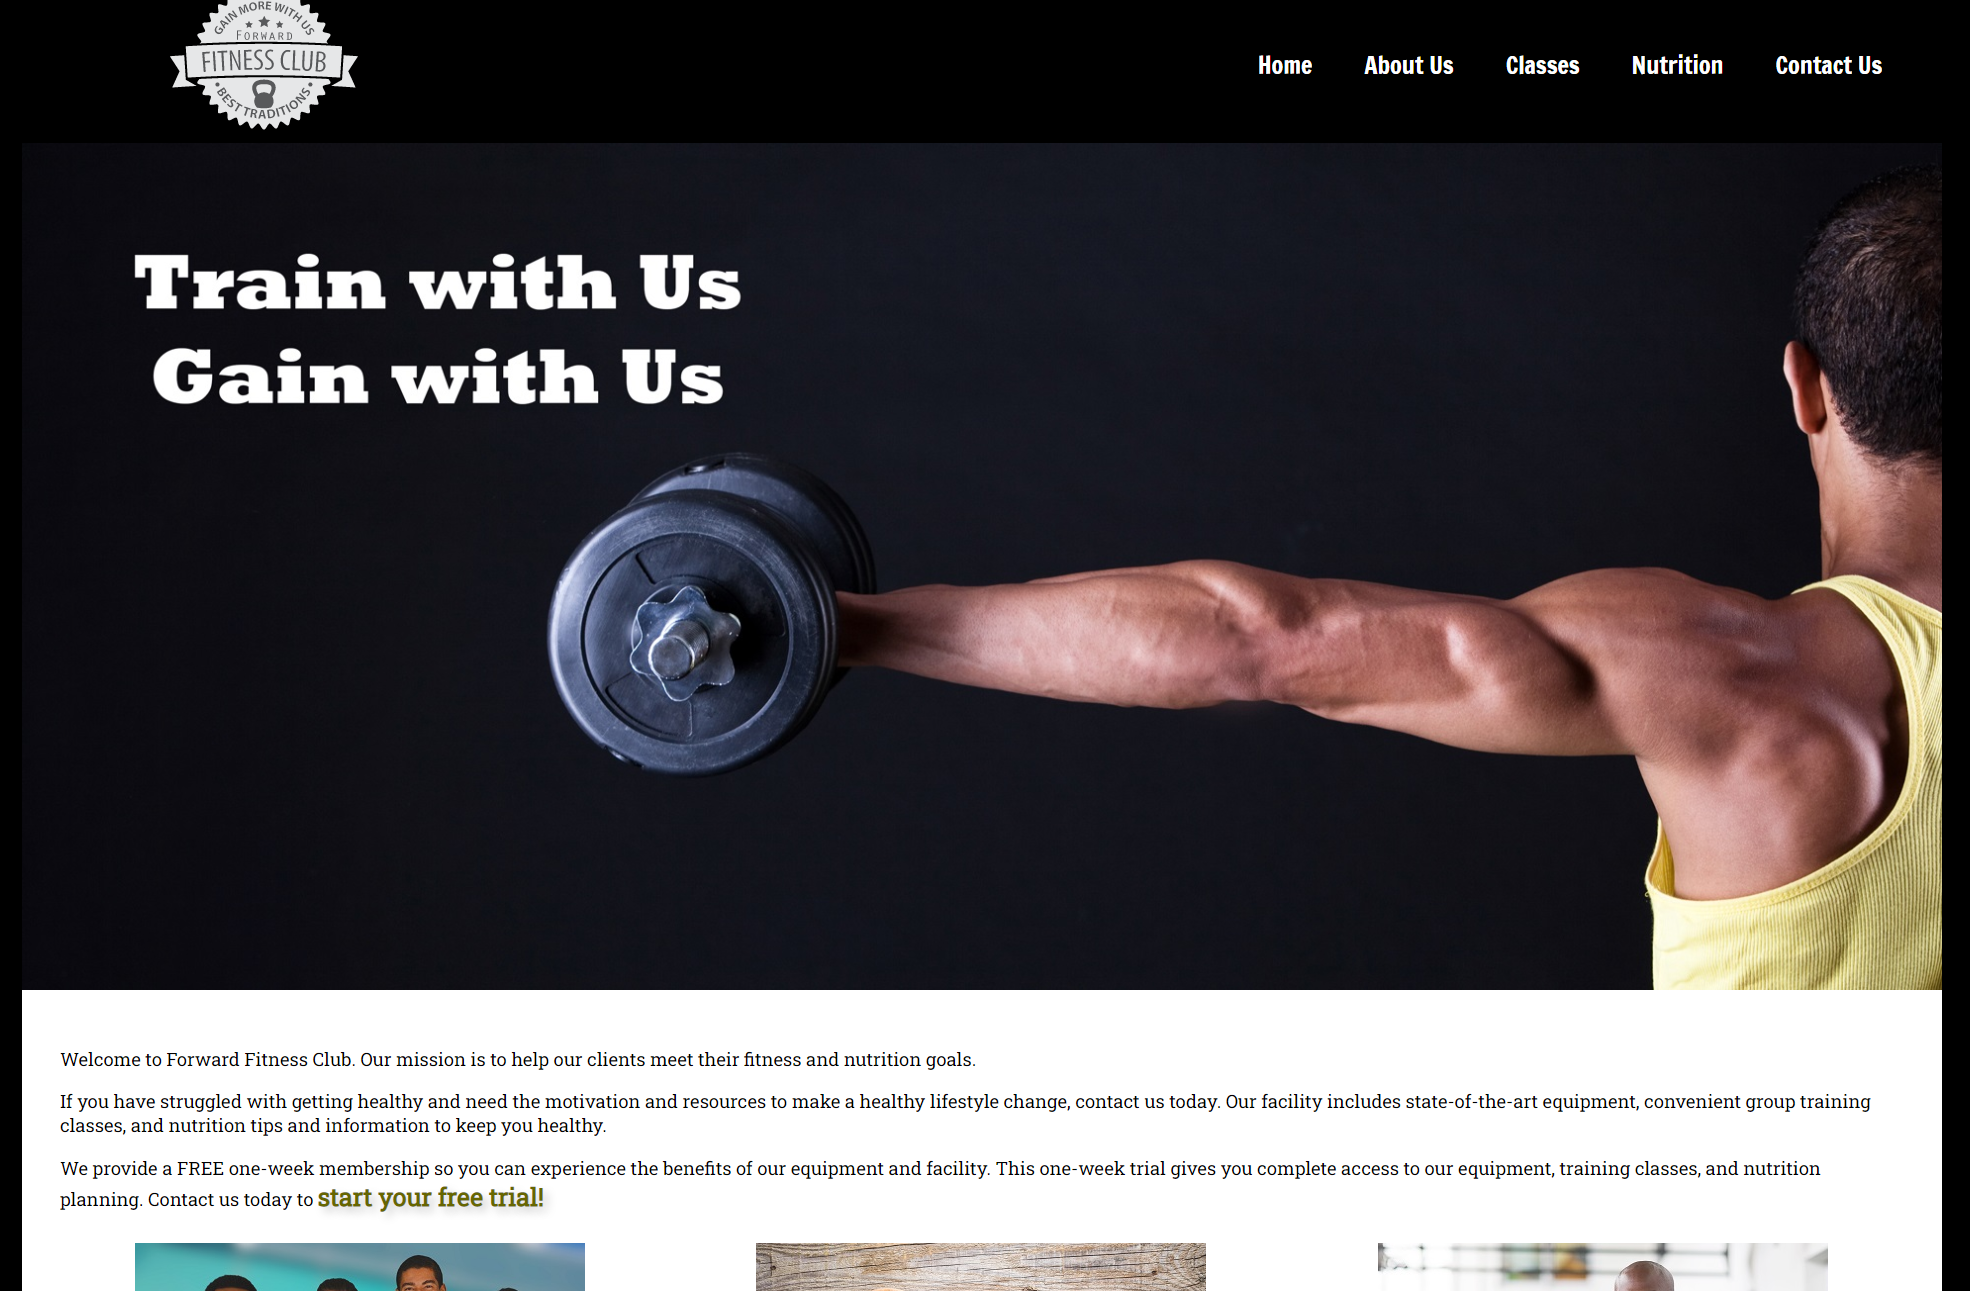 GAIN MORE WITH US
FORWARD
FITNESS CLUB
BEST TRADITIONS
Home About Us Classes Nutrition Contact Us
Train with Us
Gain with Us
Welcome to Forward Fitness Club. Our mission is to help our clients meet their fitness and nutrition goals.
If you have struggled with getting healthy and need the motivation and resources to make a healthy lifestyle change, contact us today. Our facility includes state-of-the-art equipment, convenient group training
classes, and nutrition tips and information to keep you healthy.
We provide a FREE one-week membership so you can experience the benefits of our equipment and facility. This one-week trial gives you complete access to our equipment, training classes, and nutrition
planning. Contact us today to start your free trial!